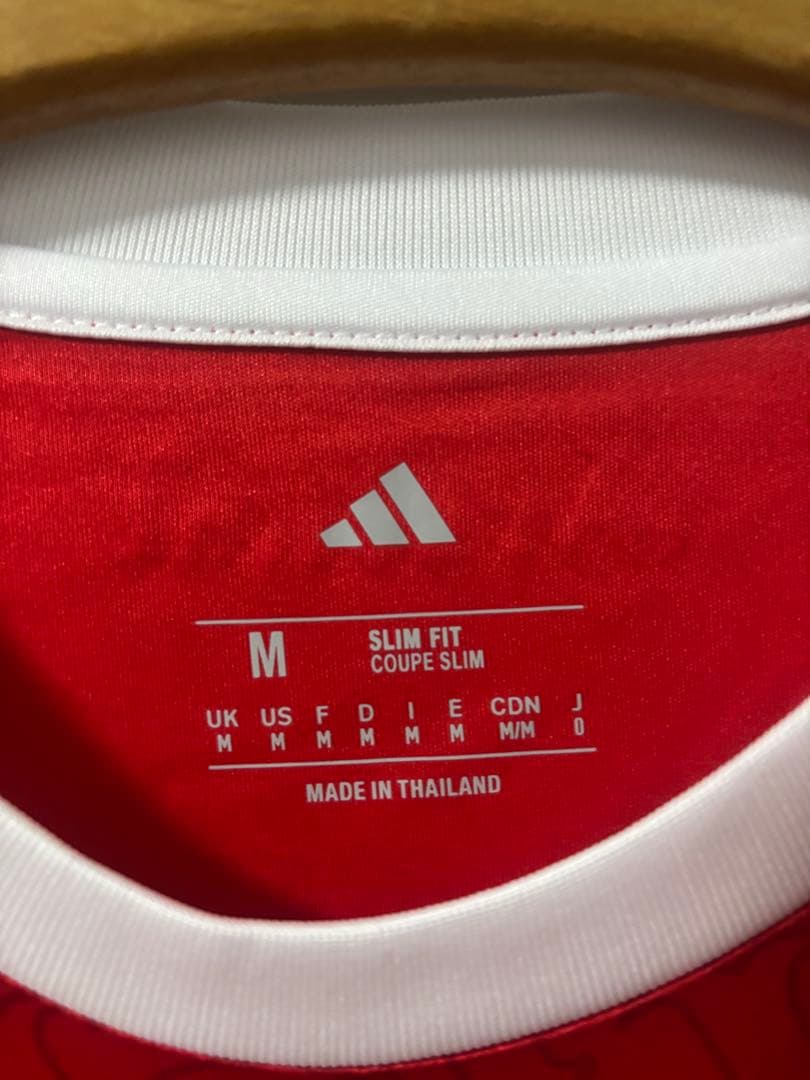 M
SLIM FIT
COUPE SLIM
UK US F D I E CDN J
M M M M M M M/M O
MADE IN THAILAND